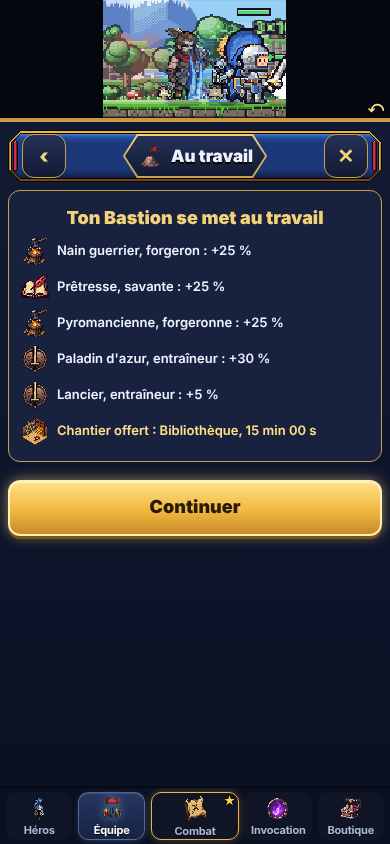 Au travail
Ton Bastion se met au travail
Nain guerrier, forgeron : +25 %
Prêtresse, savante : +25 %
Pyromancienne, forgeronne : +25 %
Paladin d'azur, entraîneur : +30 %
Lancier, entraîneur : +5 %
Chantier offert : Bibliothèque, 15 min 00 s
Continuer
Héros
Équipe
Combat
Invocation
Boutique